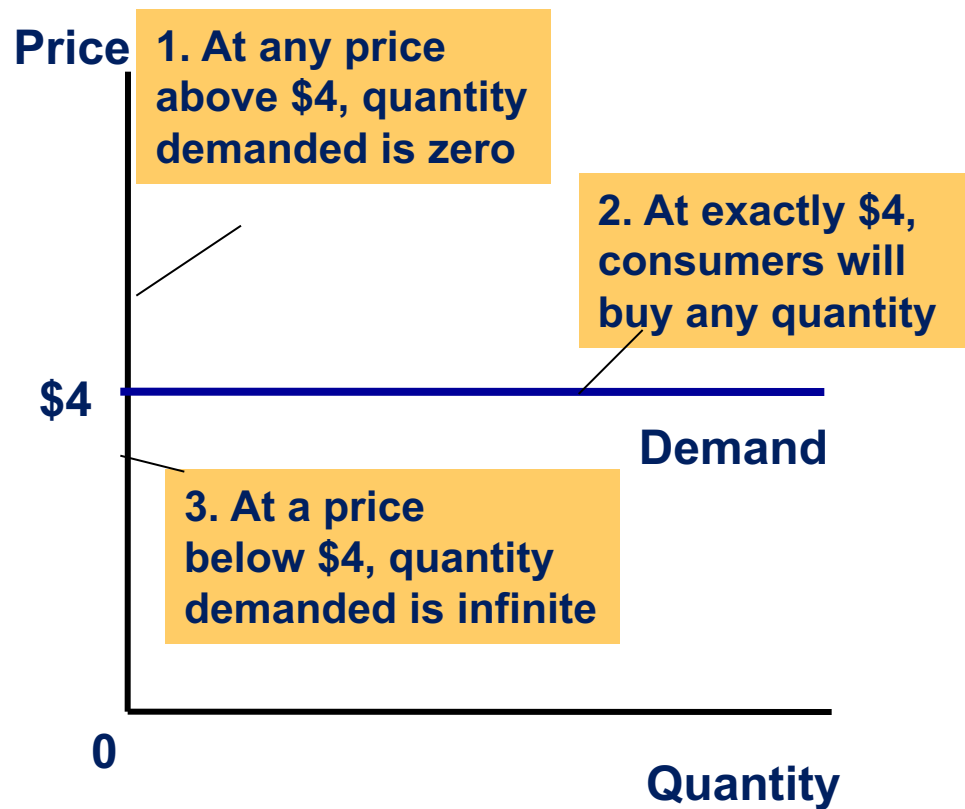 Price
1. At any price
above $4, quantity
demanded is zero
2. At exactly $4,
consumers will
buy any quantity
$4
Demand
3. At a price
below $4, quantity
demanded is infinite
0
Quantity